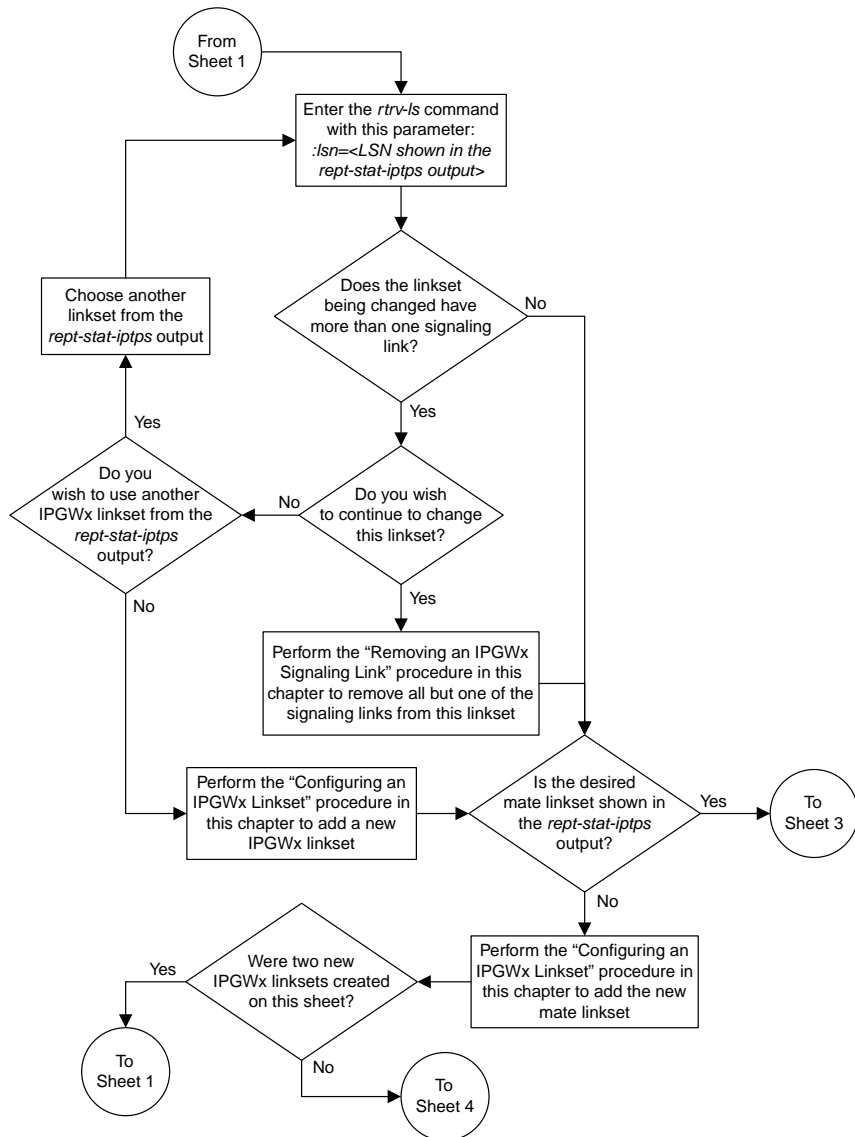 From
Sheet 1
Enter the rtrv-ls command
with this parameter:
:lsn=<LSN shown in the
rept-stat-iptps output>
Choose another
linkset from the
rept-stat-iptps output
Does the linkset
being changed have
more than one signaling
link?
No
Yes
Yes
Do you
wish to use another
IPGWx linkset from the
rept-stat-iptps
output?
No
Do you wish
to continue to change
this linkset?
No
Yes
Perform the “Removing an IPGWx
Signaling Link” procedure in this
chapter to remove all but one of the
signaling links from this linkset
Perform the “Configuring an
IPGWx Linkset” procedure in
this chapter to add a new
IPGWx linkset
Is the desired
mate linkset shown in
the rept-stat-iptps
output?
Yes
To
Sheet 3
No
Were two new
IPGWx linksets created
on this sheet?
Yes
Perform the “Configuring an
IPGWx Linkset” procedure in
this chapter to add the new
mate linkset
To
Sheet 1
No
To
Sheet 4